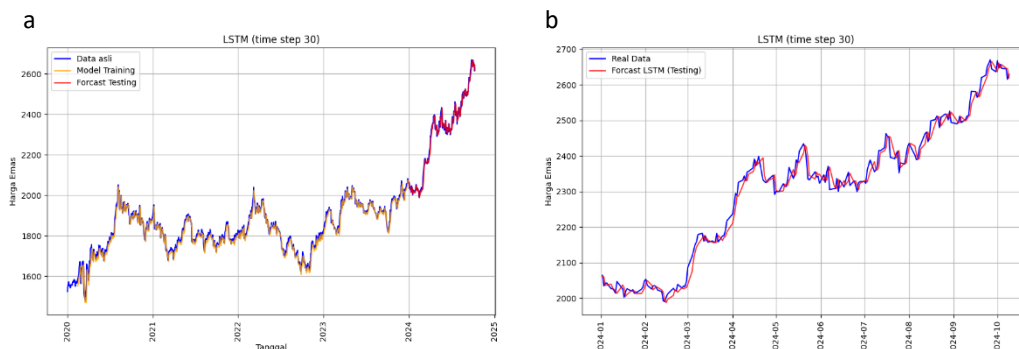 a
LSTM (time step 30)
Data asli
Model Training
Forcast Testing
Harga Emas
2600
2400
2200
2000
1800
1600
2020
2021
2022
2023
2024
2025
Tanggal
b
LSTM (time step 30)
Real Data
Forcast LSTM (Testing)
Harga Emas
2700
2600
2500
2400
2300
2200
2100
2000
2024-01
2024-02
2024-03
2024-04
2024-05
2024-06
2024-07
2024-08
2024-09
2024-10